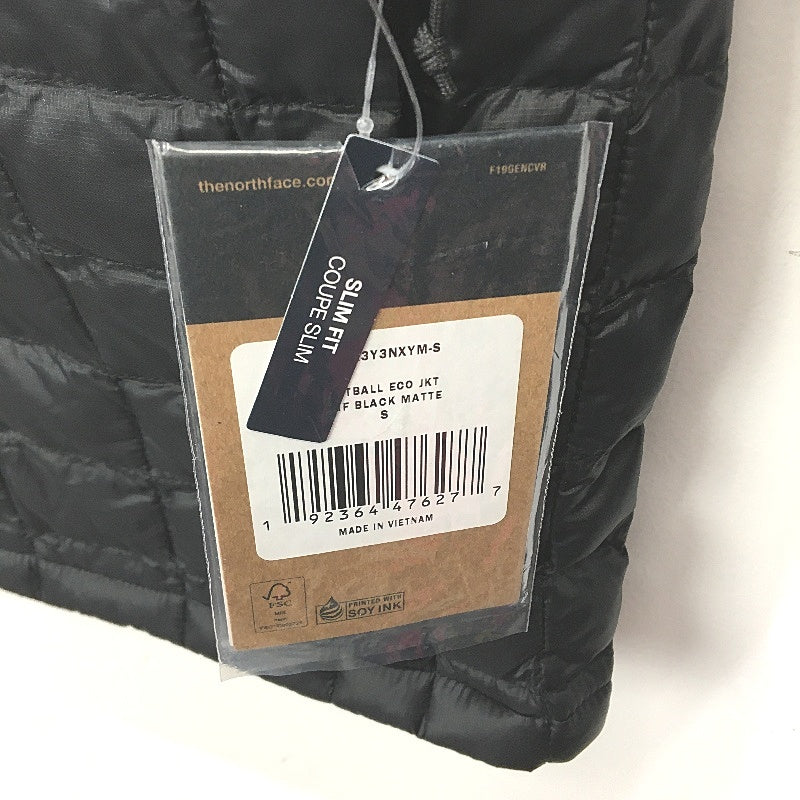 thenorthface.com
F19GENCVR
SLIM FIT
COUPE SLIM
3Y3NXYM-S
TBALL ECO JKT
F BLACK MATTE
S
1 92364 47627 7
MADE IN VIETNAM
FSC
MIX
PRINTED WITH
SOY INK